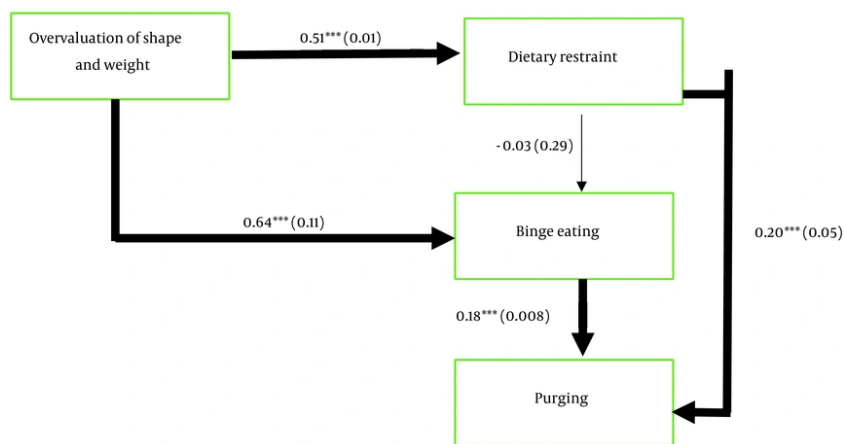 Overvaluation of shape
and weight
0.51*** (0.01)
Dietary restraint
- 0.03 (0.29)
0.64*** (0.11)
Binge eating
0.20*** (0.05)
0.18*** (0.008)
Purging